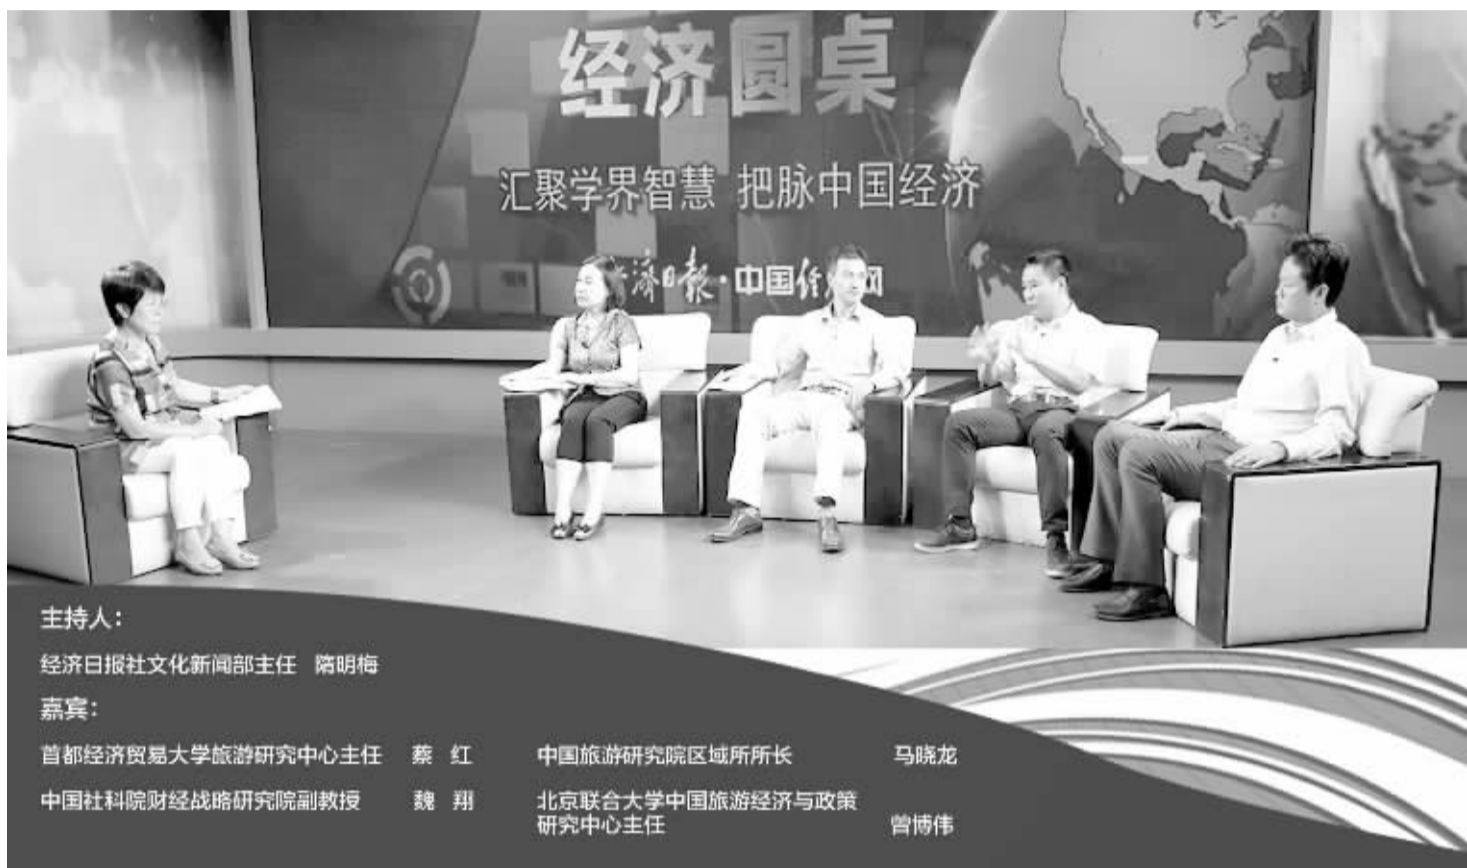 经济圆桌
汇聚学界智慧 把脉中国经济
济日报·中国经 网
主持人：
经济日报社文化新闻部主任 隋明梅
嘉宾：
首都经济贸易大学旅游研究中心主任 蔡 红
中国旅游研究院区域所所长 马晓龙
中国社科院财经战略研究院副教授 魏 翔
北京联合大学中国旅游经济与政策
研究中心主任 曾博伟